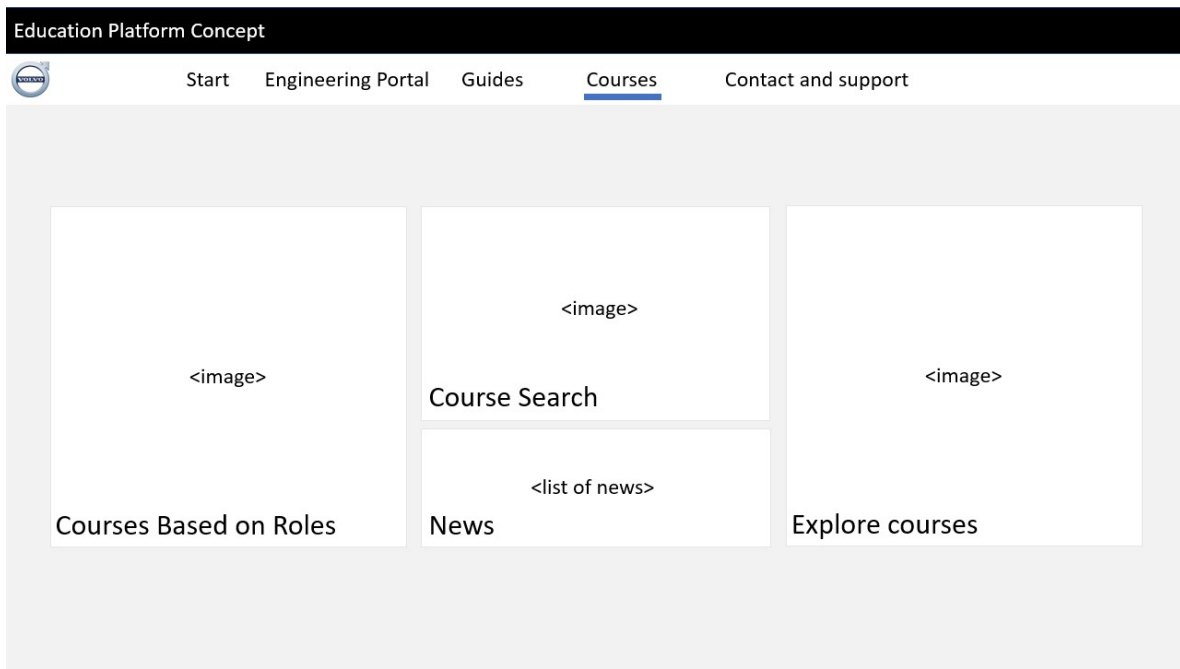 Education Platform Concept
VOLVO
Start Engineering Portal Guides Courses Contact and support
<image>
Courses Based on Roles
<image>
Course Search
<list of news>
News
<image>
Explore courses